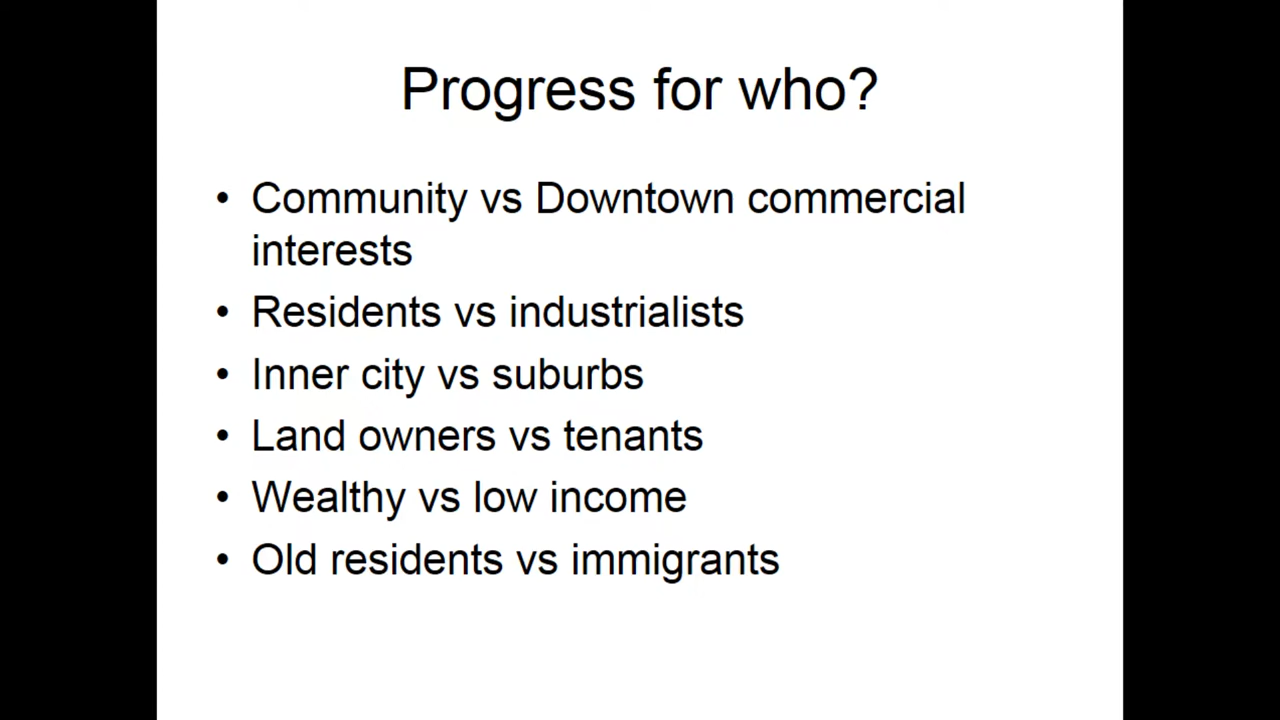 Progress for who?
• Community vs Downtown commercial
interests
• Residents vs industrialists
• Inner city vs suburbs
• Land owners vs tenants
• Wealthy vs low income
• Old residents vs immigrants